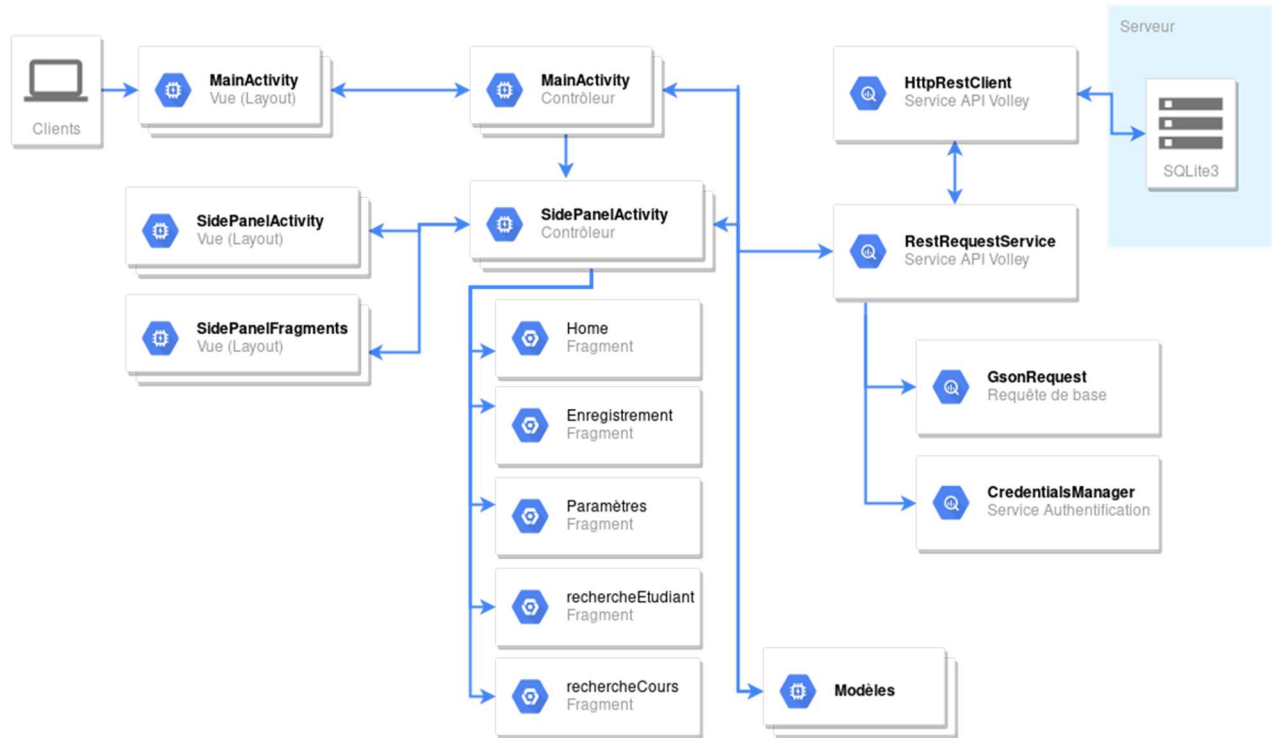 Serveur
Clients
MainActivity
Vue (Layout)
MainActivity
Contrôleur
HttpRestClient
Service API Volley
SQLite3
SidePanelActivity
Vue (Layout)
SidePanelActivity
Contrôleur
RestRequestService
Service API Volley
SidePanelFragments
Vue (Layout)
Home
Fragment
Enregistrement
Fragment
Paramètres
Fragment
rechercheEtudiant
Fragment
rechercheCours
Fragment
GsonRequest
Requête de base
CredentialsManager
Service Authentification
Modèles